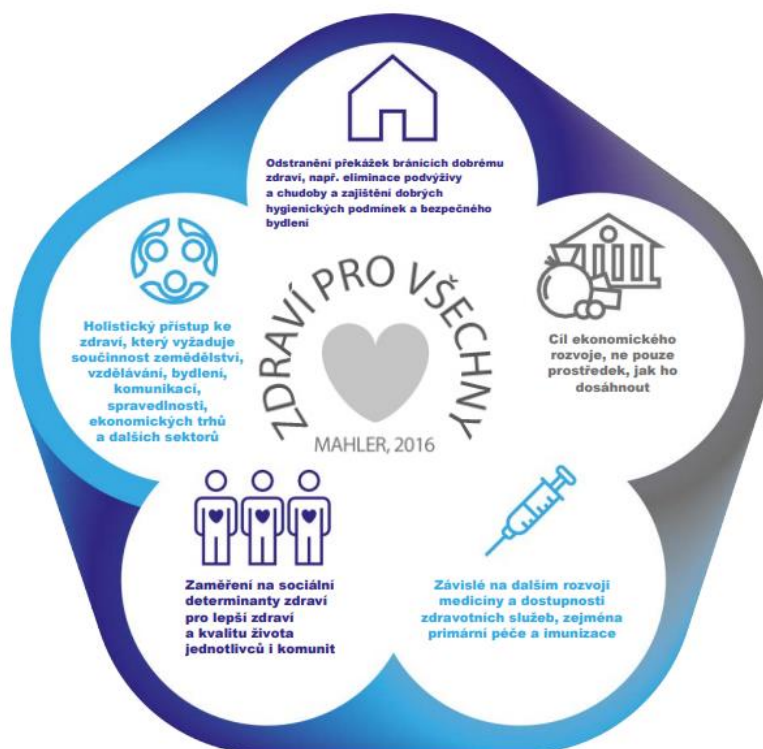 Odstranění překážek bránících dobrému
zdraví, např. eliminace podvýživy
a chudoby a zajištění dobrých
hygienických podmínek a bezpečného
bydlení
Holistický přístup ke
zdraví, který vyžaduje
součinnost zemědělství,
vzdělávání, bydlení,
komunikací,
spravedlnosti,
ekonomických trhů
a dalších sektorů
ZDRAVÍ PRO VŠECHNY
MAHLER, 2016
Cíl ekonomického
rozvoje, ne pouze
prostředek, jak ho
dosáhnout
Zaměření na sociální
determinanty zdraví
pro lepší zdraví
a kvalitu života
jednotlivců i komunit
Závislé na dalším rozvoji
medicíny a dostupnosti
zdravotních služeb, zejména
primární péče a imunizace